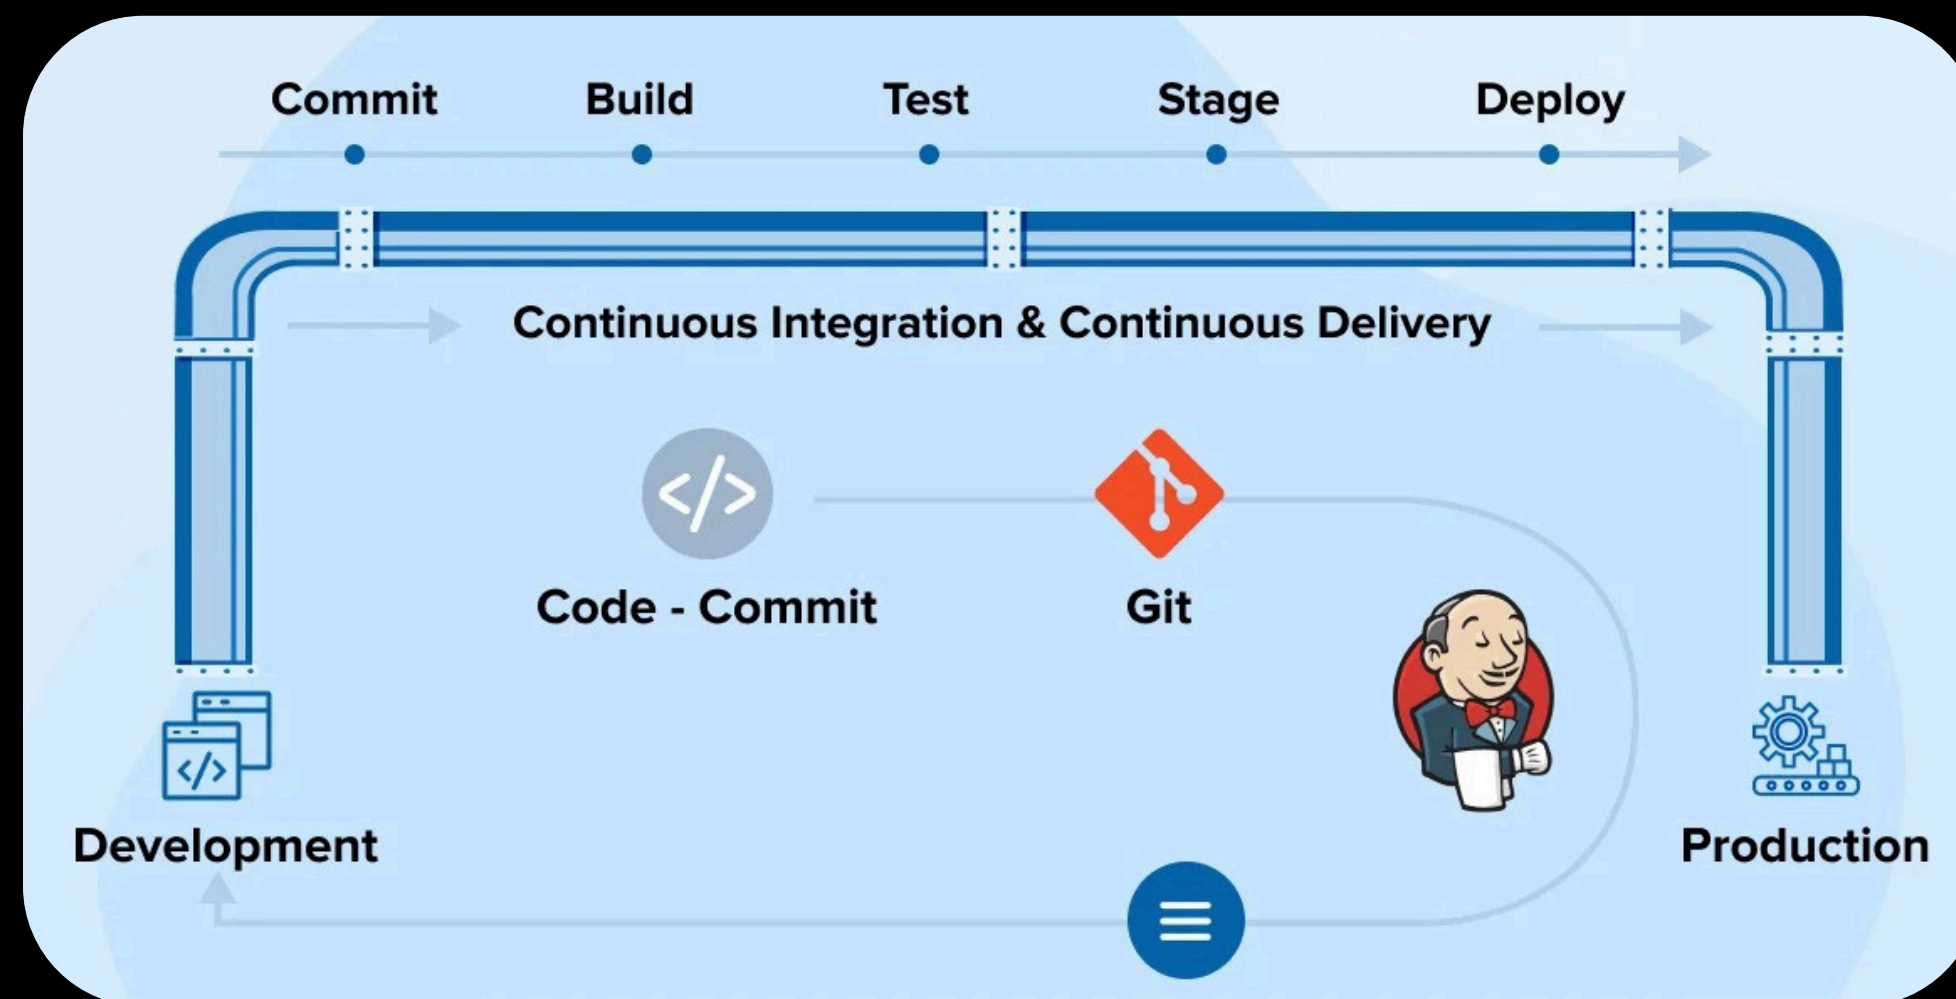 Commit Build Test Stage Deploy
Continuous Integration & Continuous Delivery
</>
Code - Commit Git
</>
Development Production